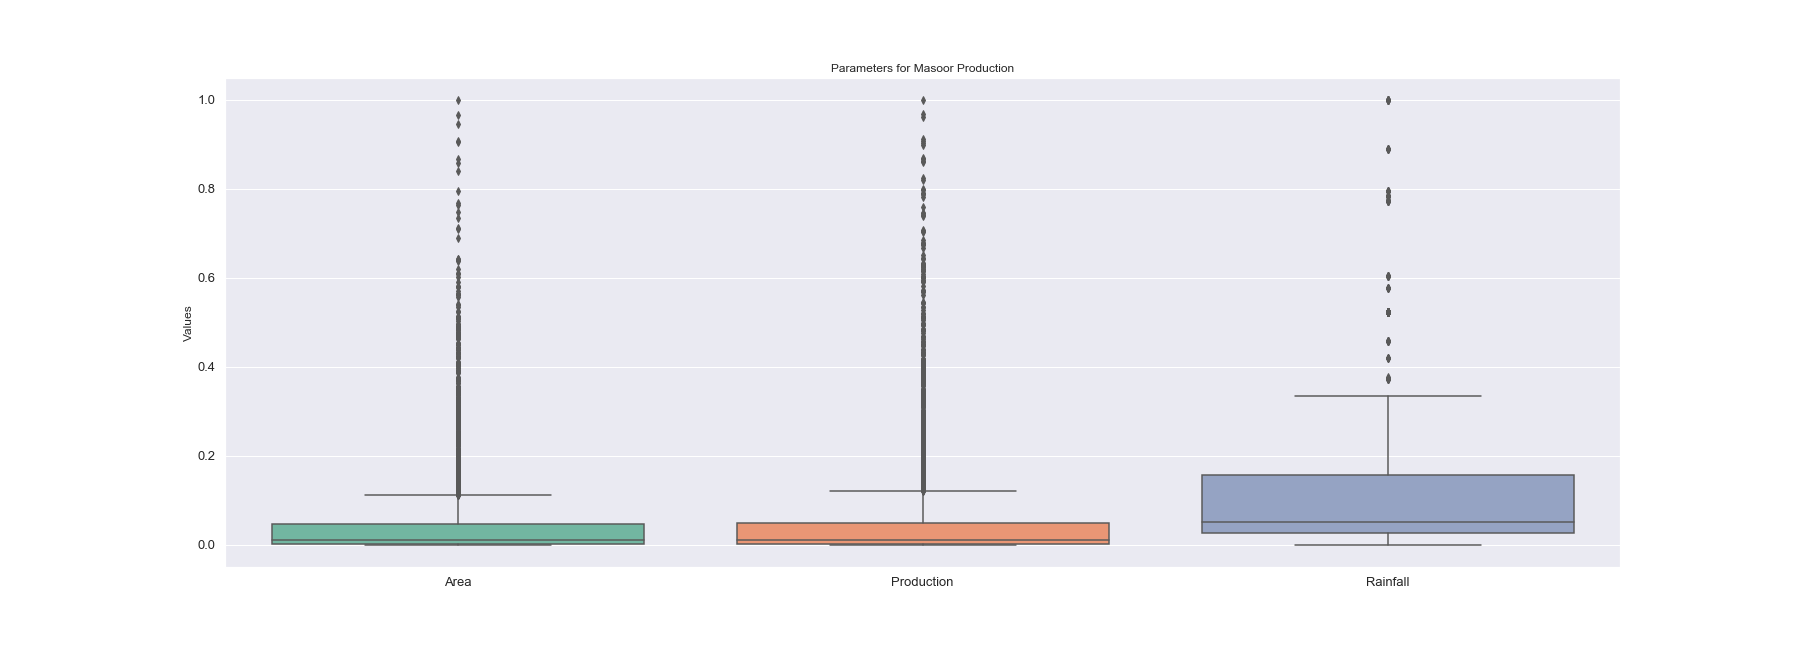 Parameters for Masoor Production
1.0
0.8
0.6
0.4
0.2
0.0
Values
Area
Production
Rainfall